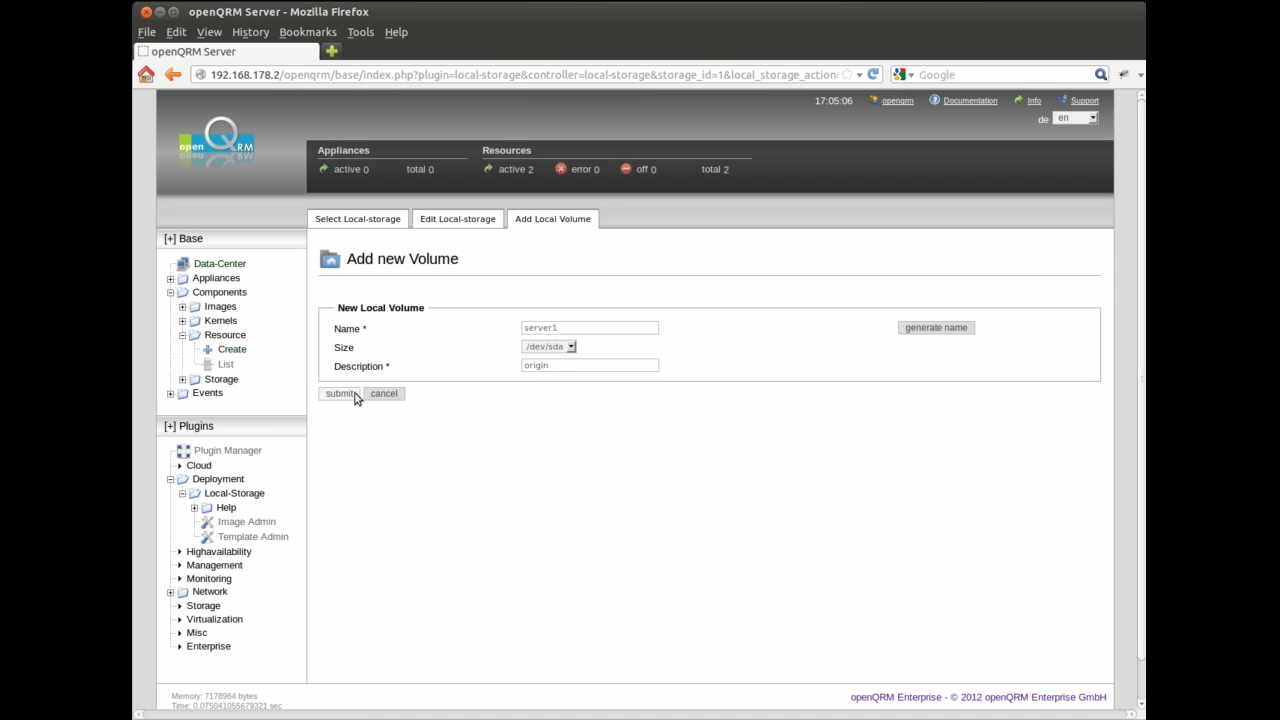 openQRM Server - Mozilla Firefox
File Edit View History Bookmarks Tools Help
openQRM Server
192.168.178.2/openqrm/base/index.php?plugin=local-storage&controller=local-storage&storage_id=1&local_storage_action
Google
17:05:06 openqrm Documentation Info Support
de en
open QRM
Appliances Resources
active 0 total 0 active 2 error 0 off 0 total 2
Select Local-storage Edit Local-storage Add Local Volume
[+] Base
Data-Center
Appliances
Components
Images
Kernels
Resource
Create
List
Storage
Events
[+] Plugins
Plugin Manager
Cloud
Deployment
Local-Storage
Help
Image Admin
Template Admin
Highavailability
Management
Monitoring
Network
Storage
Virtualization
Misc
Enterprise
Add new Volume
New Local Volume
Name * server1 generate name
Size /dev/sda
Description * origin
submit cancel
Memory: 7178984 bytes
Time: 0.075041055679321 sec
openQRM Enterprise - © 2012 openQRM Enterprise GmbH